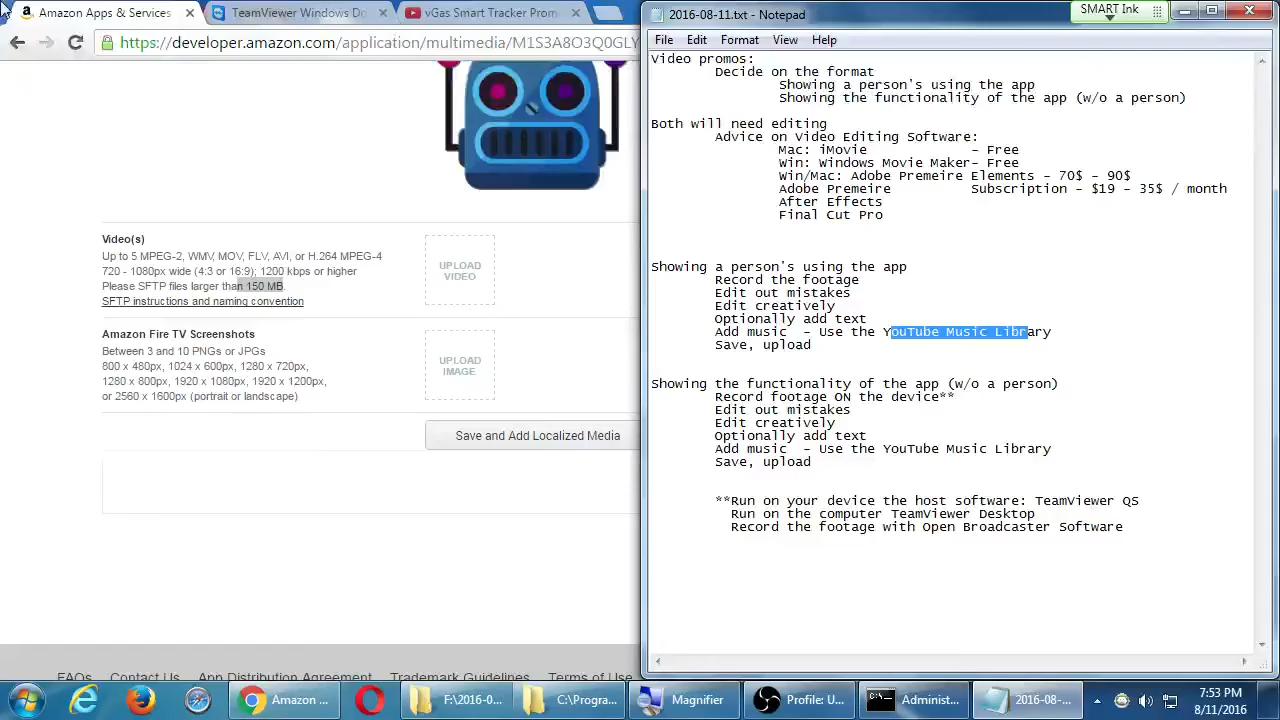 Amazon Apps & Services
TeamViewer Windows Do
vGas Smart Tracker Prom
https://developer.amazon.com/application/multimedia/M1S3A8O3Q0GLY
Video(s)
Up to 5 MPEG-2, WMV, MOV, FLV, AVI, or H.264 MPEG-4
720 - 1080px wide (4:3 or 16:9); 1200 kbps or higher
Please SFTP files larger than 150 MB.
SFTP instructions and naming convention
UPLOAD
VIDEO
Amazon Fire TV Screenshots
Between 3 and 10 PNGs or JPGs
800 x 480px, 1024 x 600px, 1280 x 720px,
1280 x 800px, 1920 x 1080px, 1920 x 1200px,
or 2560 x 1600px (portrait or landscape)
UPLOAD
IMAGE
Save and Add Localized Media
FAQs Contact Us App Distribution Agreement Trademark Guidelines Terms of Use
2016-08-11.txt - Notepad
SMART Ink
File Edit Format View Help
Video promos:
Decide on the format
Showing a person's using the app
Showing the functionality of the app (w/o a person)
Both will need editing
Advice on Video Editing Software:
Mac: iMovie - Free
Win: Windows Movie Maker- Free
Win/Mac: Adobe Premeire Elements - 70$ - 90$
Adobe Premeire Subscription - $19 - 35$ / month
After Effects
Final Cut Pro
Showing a person's using the app
Record the footage
Edit out mistakes
Edit creatively
Optionally add text
Add music - Use the YouTube Music Library
Save, upload
Showing the functionality of the app (w/o a person)
Record footage ON the device**
Edit out mistakes
Edit creatively
Optionally add text
Add music - Use the YouTube Music Library
Save, upload
**Run on your device the host software: TeamViewer QS
Run on the computer TeamViewer Desktop
Record the footage with Open Broadcaster Software
Amazon ...
F:\2016-0...
C:\Progra...
Magnifier
Profile: U...
Administ...
2016-08-...
7:53 PM
8/11/2016